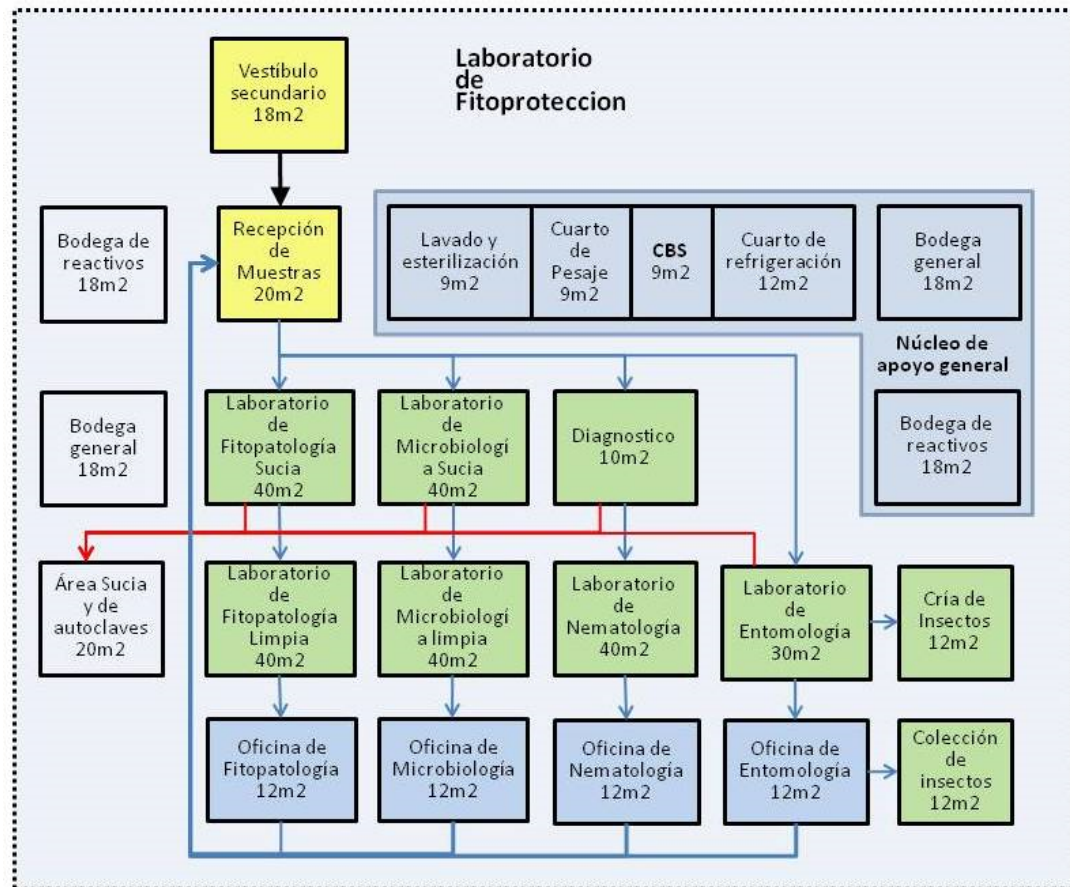 Laboratorio
de
Fitoproteccion
Vestíbulo
secundario
18m2
Bodega de
reactivos
18m2
Recepción
de
Muestras
20m2
Lavado y
esterilización
9m2
Cuarto
de
Pesaje
9m2
CBS
9m2
Cuarto de
refrigeración
12m2
Bodega
general
18m2
Núcleo de
apoyo general
Bodega
general
18m2
Laboratorio
de
Fitopatología
Sucia
40m2
Laboratorio
de
Microbiologí
a Sucia
40m2
Diagnostico
10m2
Bodega
de
reactivos
18m2
Área Sucia
y de
autoclaves
20m2
Laboratorio
de
Fitopatología
Limpia
40m2
Laboratorio
de
Microbiologí
a limpia
40m2
Laboratorio
de
Nematología
40m2
Laboratorio
de
Entomología
30m2
Cría de
Insectos
12m2
Oficina de
Fitopatología
12m2
Oficina de
Microbiología
12m2
Oficina de
Nematología
12m2
Oficina de
Entomología
12m2
Colección
de
insectos
12m2